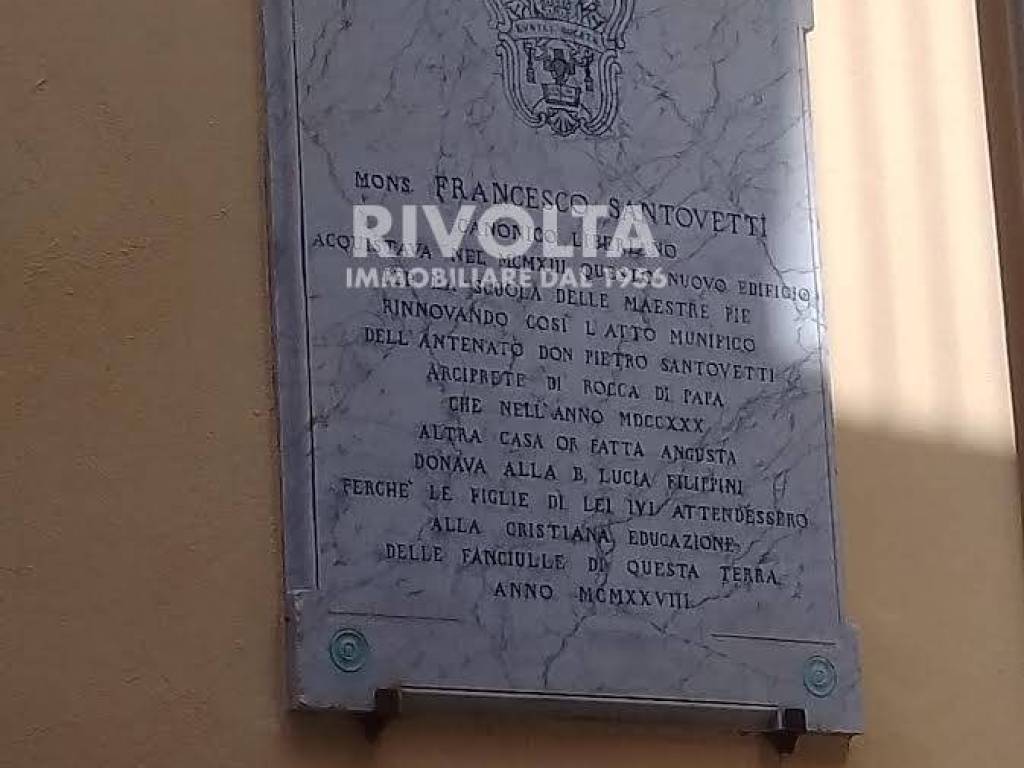 MONS. FRANCESCO SANTOVETTI
CANONICO LIBERIANO
ACQUISTAVA NEL MCMXIII QUESTO NUOVO EDIFICIO
SCUOLA DELLE MAESTRE PIE
RINNOVANDO COSÌ L'ATTO MUNIFICO
DELL'ANTENATO DON PIETRO SANTOVETTI
ARCIPRETE DI ROCCA DI PAPA
CHE NELL'ANNO MDCCXXX
ALTRA CASA OR FATTA ANGUSTA
DONAVA ALLA B. LUCIA FILIPPINI
PERCHÈ LE FIGLIE DI LEI IVI ATTENDESSERO
ALLA CRISTIANA EDUCAZIONE
DELLE FANCIULLE DI QUESTA TERRA
ANNO MCMXXVIII
RIVOLTA
IMMOBILIARE DAL 1956